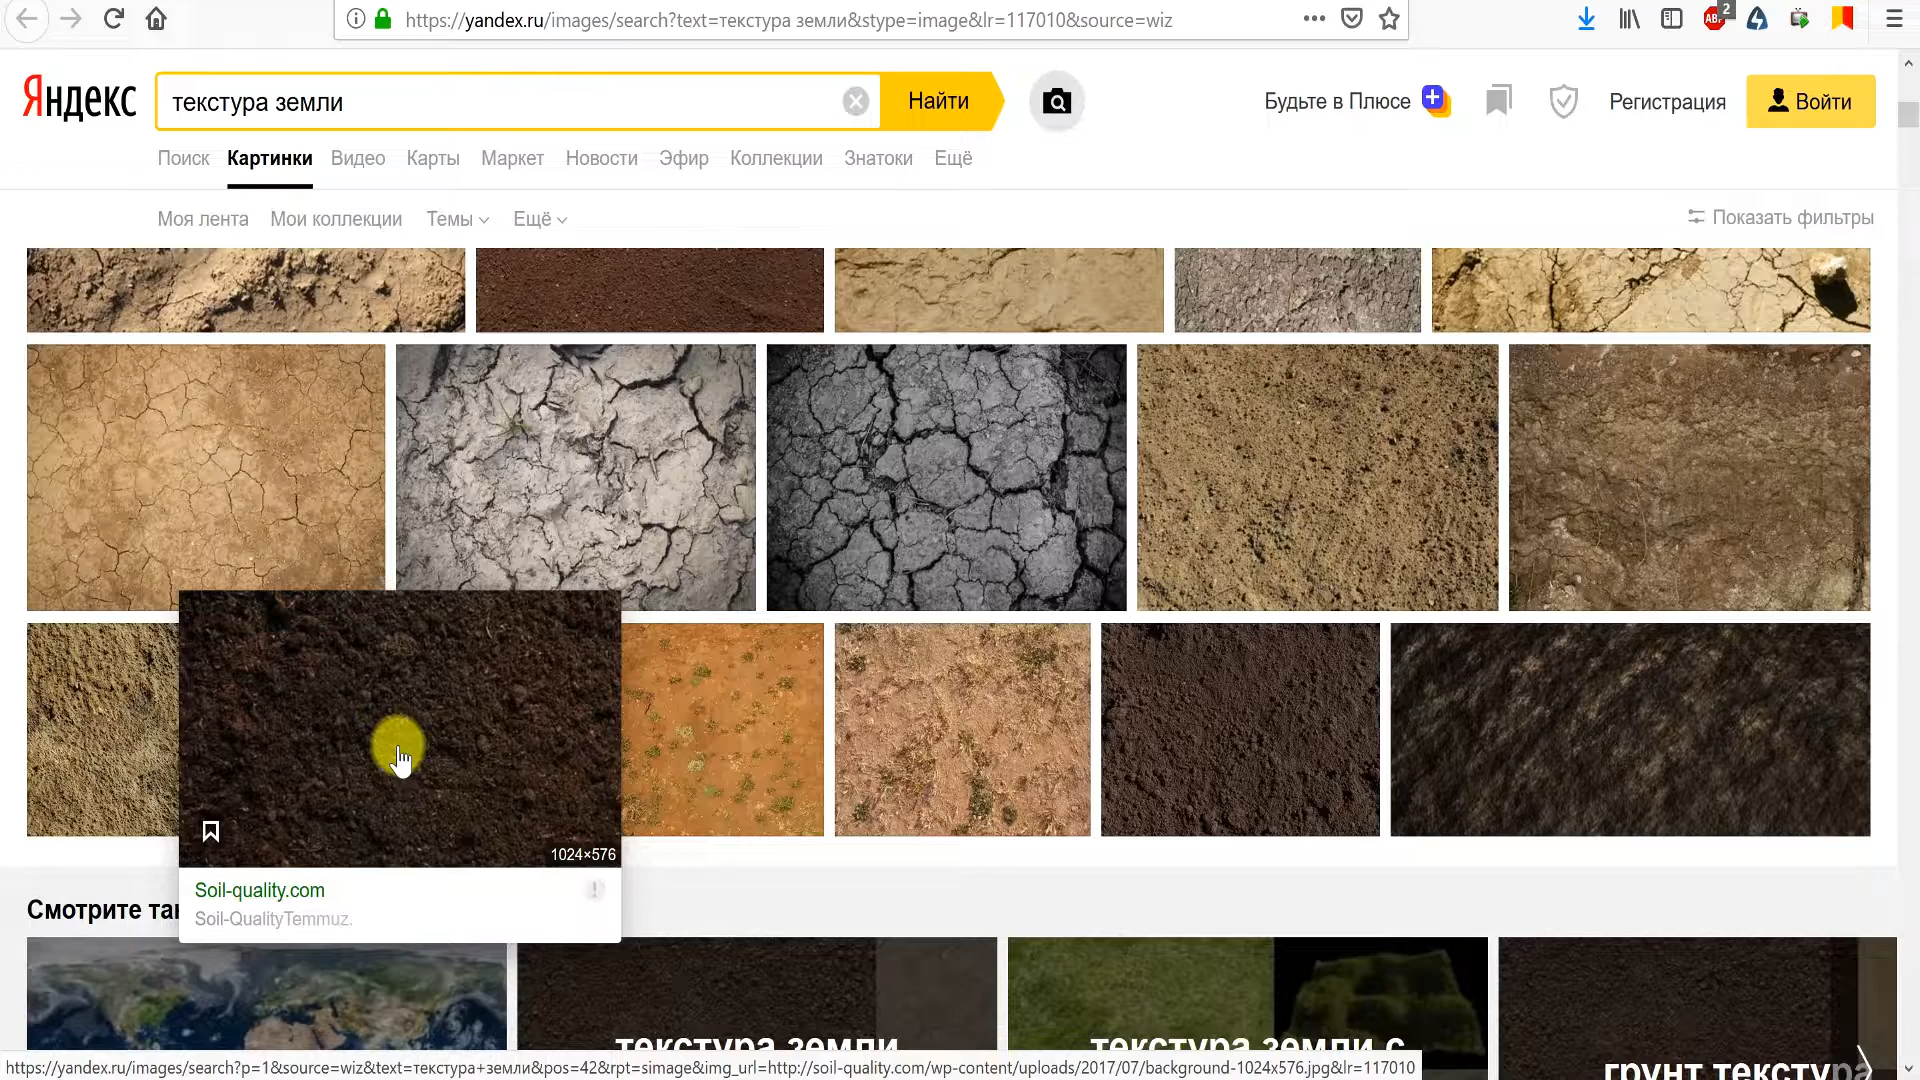 https://yandex.ru/images/search?text=текстура земли&stype=image&lr=117010&source=wiz
ABP
2
Яндекс
текстура земли
Найти
Будьте в Плюсе
Регистрация
Войти
Поиск Картинки Видео Карты Маркет Новости Эфир Коллекции Знатоки Ещё
Моя лента Мои коллекции Темы Ещё
Показать фильтры
1024×576
Soil-quality.com
Soil-QualityTemmuz.
Смотрите
текстура земли
текстура земли с
грунт текстура
https://yandex.ru/images/search?p=1&source=wiz&text=текстура+земли&pos=42&rpt=simage&img_url=http://soil-quality.com/wp-content/uploads/2017/07/background-1024x576.jpg&lr=117010